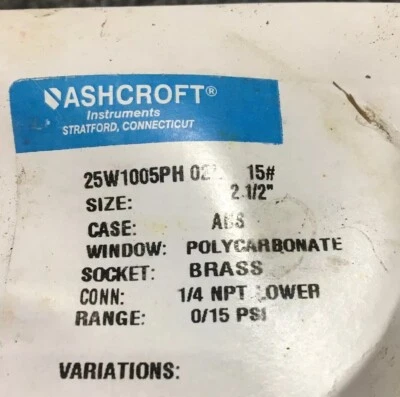 ASHCROFT®
Instruments
STRATFORD, CONNECTICUT
25W1005PH 02L 15#
SIZE: 2 1/2"
CASE: ABS
WINDOW: POLYCARBONATE
SOCKET: BRASS
CONN: 1/4 NPT LOWER
RANGE: 0/15 PSI
VARIATIONS: